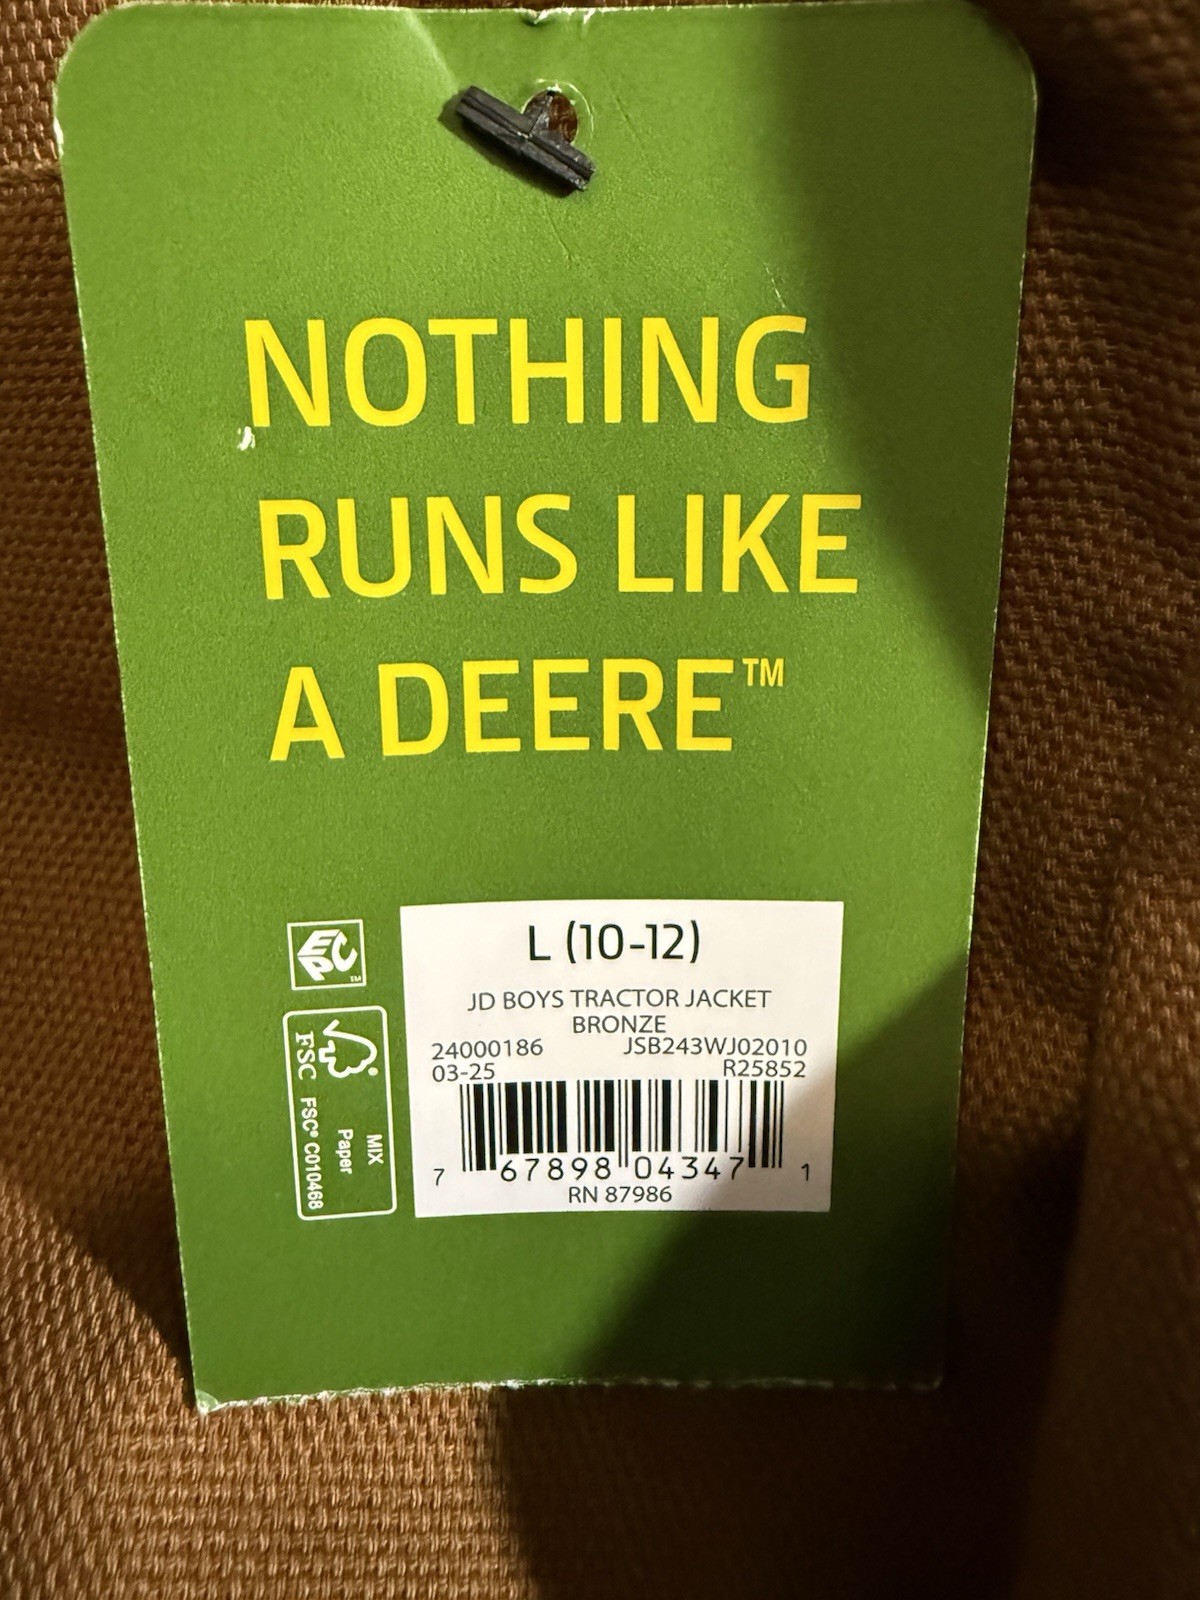 NOTHING
RUNS LIKE
A DEERE™
EPC™
FSC
FSC® C010468
MIX
Paper
L (10-12)
JD BOYS TRACTOR JACKET
BRONZE
24000186 JSB243WJ02010
03-25 R25852
7 67898 04347 1
RN 87986